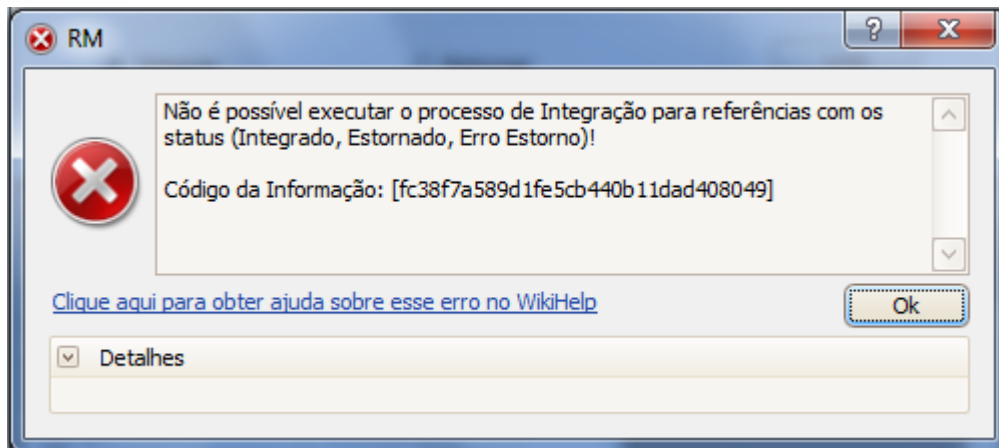 RM
Não é possível executar o processo de Integração para referências com os
status (Integrado, Estornado, Erro Estorno)!
Código da Informação: [fc38f7a589d1fe5cb440b11dad408049]
Clique aqui para obter ajuda sobre esse erro no WikiHelp
Ok
Detalhes